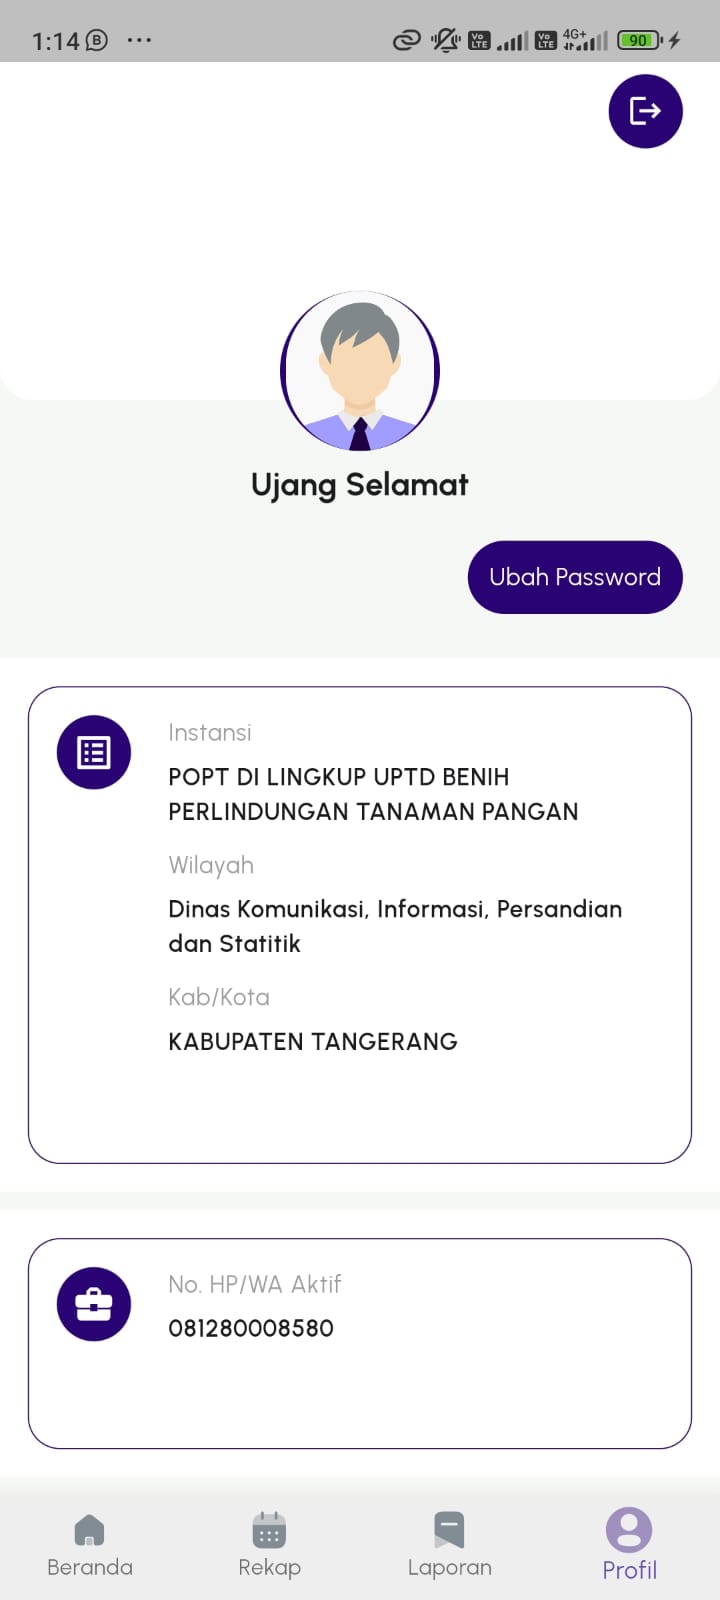 1:14
Vo LTE
Vo LTE
4G+
90
Ujang Selamat
Ubah Password
Instansi
POPT DI LINGKUP UPTD BENIH
PERLINDUNGAN TANAMAN PANGAN
Wilayah
Dinas Komunikasi, Informasi, Persandian
dan Statitik
Kab/Kota
KABUPATEN TANGERANG
No. HP/WA Aktif
081280008580
Beranda
Rekap
Laporan
Profil